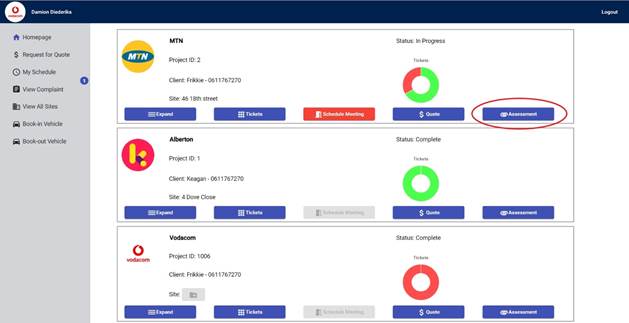 vodacom
Damion Diederiks
Logout
Homepage
Request for Quote
My Schedule
1
View Complaint
View All Sites
Book-in Vehicle
Book-out Vehicle
MTN
MTN
Status: In Progress
Project ID: 2
Tickets
Client: Frikkie - 0611767270
Site: 46 18th street
Expand
Tickets
Schedule Meeting
$ Quote
Assessment
Alberton
Status: Complete
Project ID: 1
Tickets
Client: Keagan - 0611767270
Site: 4 Dove Close
Expand
Tickets
Schedule Meeting
$ Quote
Assessment
Vodacom
Status: Complete
vodacom
Project ID: 1006
Tickets
Client: Frikkie - 0611767270
Site:
Expand
Tickets
Schedule Meeting
$ Quote
Assessment